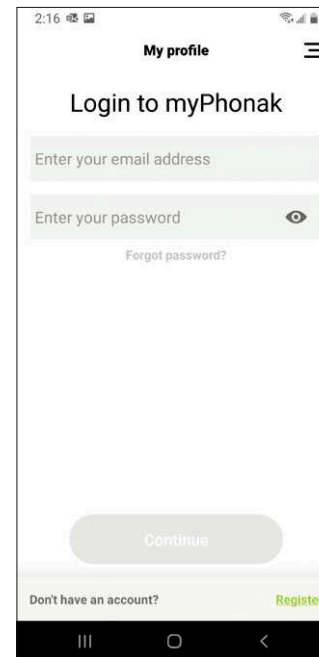 2:16
My profile
Login to myPhonak
Enter your email address
Enter your password
Forgot password?
Continue
Don't have an account? Registe